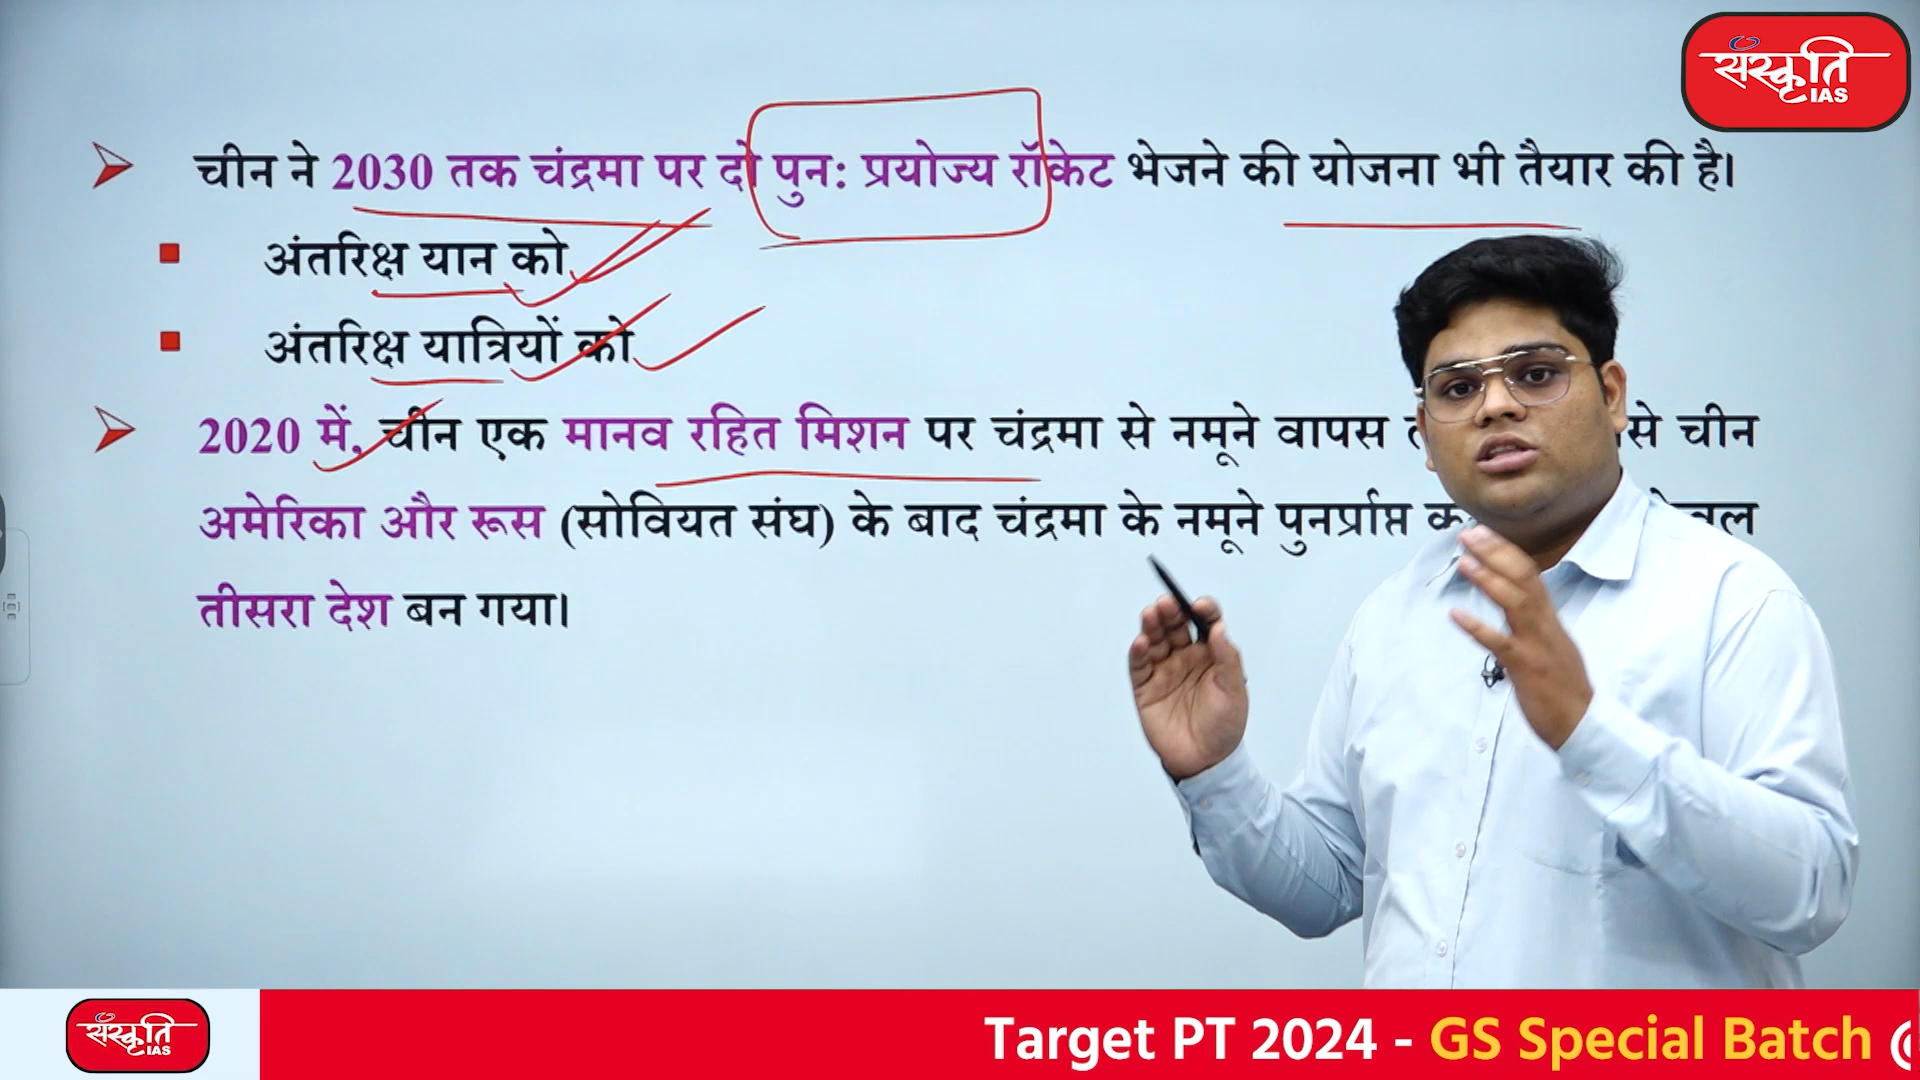 संस्कृति
IAS
चीन ने 2030 तक चंद्रमा पर दो पुन: प्रयोज्य रॉकेट भेजने की योजना भी तैयार की है।
अंतरिक्ष यान को
अंतरिक्ष यात्रियों को
2020 में, चीन एक मानव रहित मिशन पर चंद्रमा से नमूने वापस चीन
अमेरिका और रूस (सोवियत संघ) के बाद चंद्रमा के नमूने पुनर्प्राप्त
तीसरा देश बन गया।
संस्कृति
IAS
Target PT 2024 - GS Special Batch